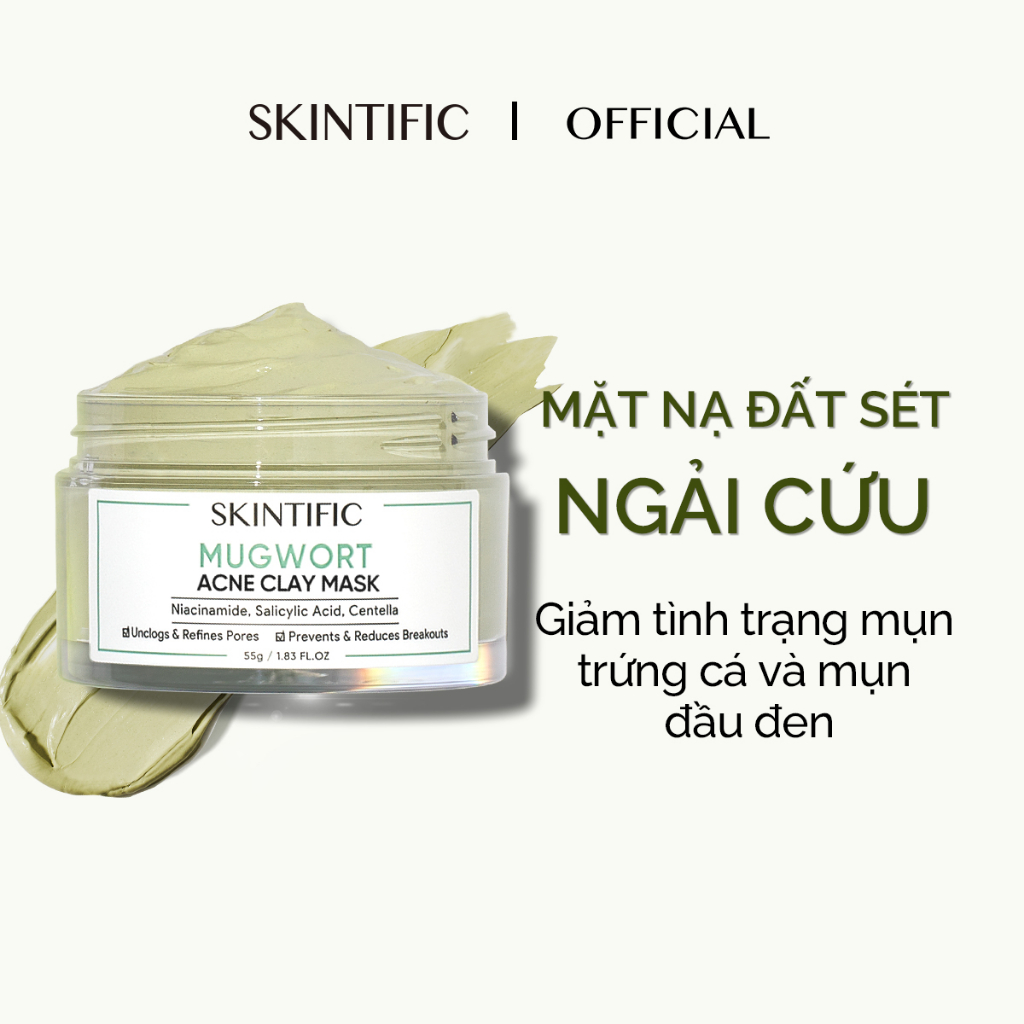 SKINTIFIC | OFFICIAL
MẶT NẠ ĐẤT SÉT
NGẢI CỨU
Giảm tình trạng mụn
trứng cá và mụn
đầu đen
SKINTIFIC
MUGWORT
ACNE CLAY MASK
Niacinamide, Salicylic Acid, Centella
☑Unclogs & Refines Pores ☑ Prevents & Reduces Breakouts
55g / 1.83 FL.OZ